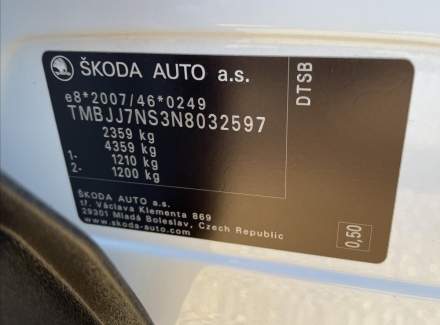 ŠKODA AUTO a.s.
e8*2007/46*0249
TMBJJ7NS3N8032597
2359 kg
4359 kg
1- 1210 kg
2- 1200 kg
DTSB
ŠKODA AUTO a.s.
tř. Václava Klementa 869
29301 Mladá Boleslav, Czech Republic
www.skoda-auto.com
0,50